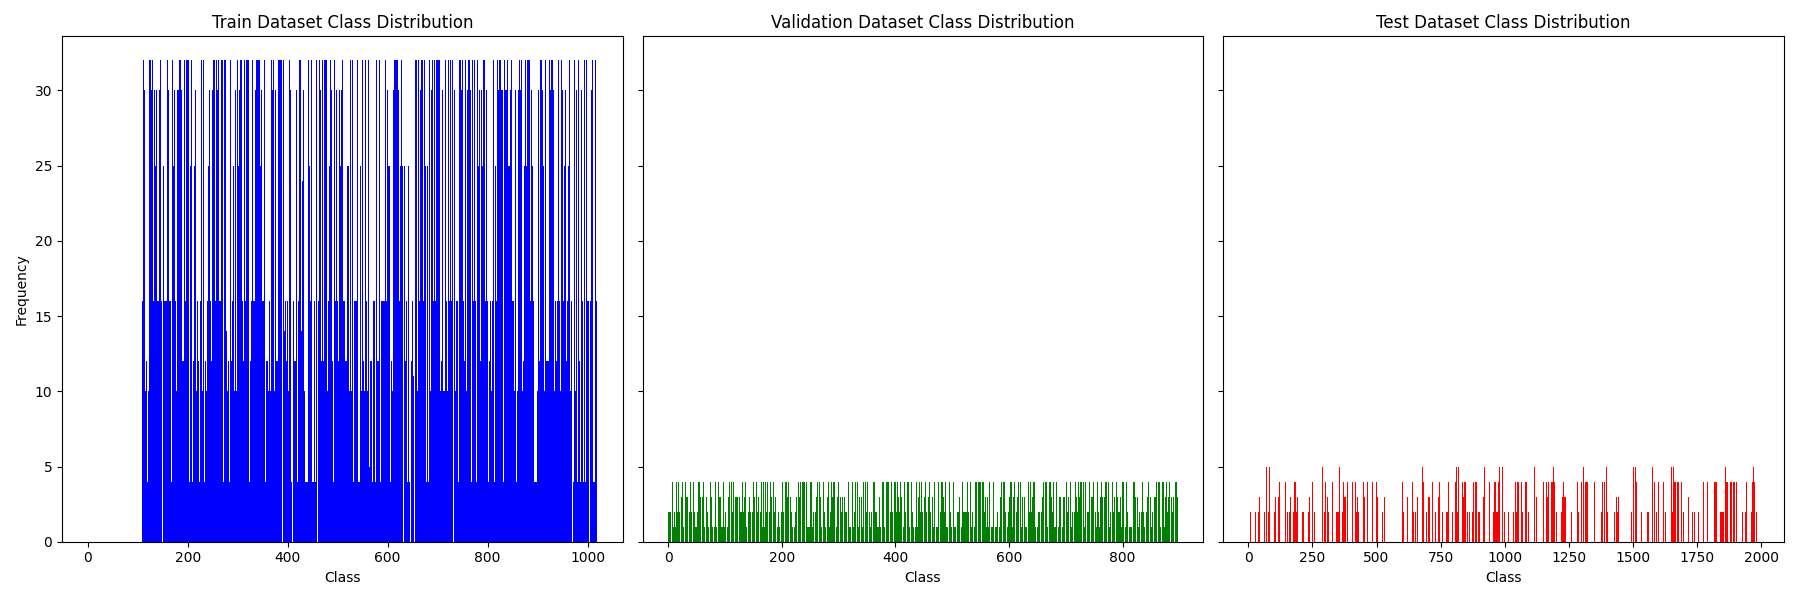 Train Dataset Class Distribution
Validation Dataset Class Distribution
Test Dataset Class Distribution
Frequency
30
25
20
15
10
5
0
0 200 400 600 800 1000
0 200 400 600 800
0 250 500 750 1000 1250 1500 1750 2000
Class
Class
Class